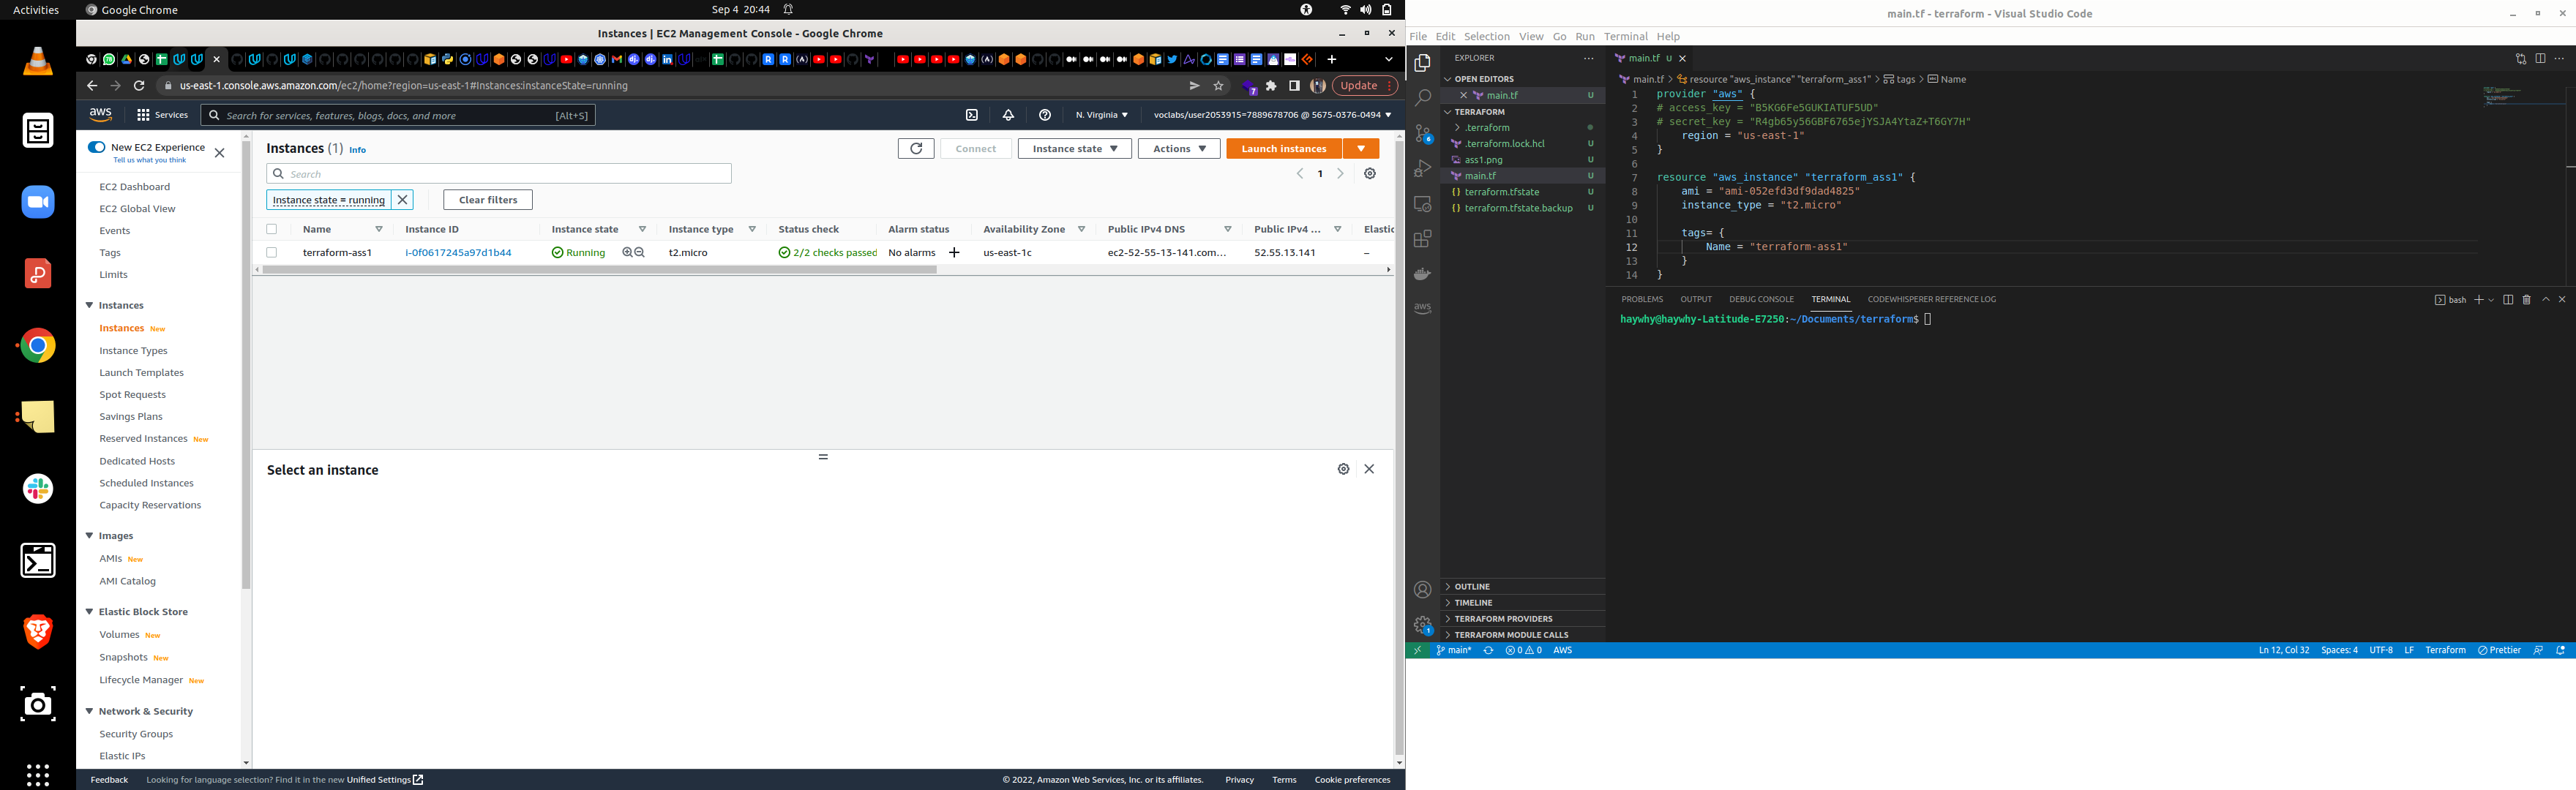 Activities
Google Chrome
Sep 4 20:44
Instances | EC2 Management Console - Google Chrome
us-east-1.console.aws.amazon.com/ec2/home?region=us-east-1#Instances:instanceState=running
Update
aws
Services
Search for services, features, blogs, docs, and more
[Alt+S]
N. Virginia
voclabs/user2053915=7889678706 @ 5675-0376-0494
New EC2 Experience
Tell us what you think
EC2 Dashboard
EC2 Global View
Events
Tags
Limits
Instances
Instances New
Instance Types
Launch Templates
Spot Requests
Savings Plans
Reserved Instances New
Dedicated Hosts
Scheduled Instances
Capacity Reservations
Images
AMIs New
AMI Catalog
Elastic Block Store
Volumes New
Snapshots New
Lifecycle Manager New
Network & Security
Security Groups
Elastic IPs
Instances (1) Info
Connect
Instance state
Actions
Launch instances
Search
1
Instance state = running
Clear filters
Name
Instance ID
Instance state
Instance type
Status check
Alarm status
Availability Zone
Public IPv4 DNS
Public IPv4 ...
Elastic
terraform-ass1
i-0f0617245a97d1b44
Running
t2.micro
2/2 checks passed
No alarms
us-east-1c
ec2-52-55-13-141.com...
52.55.13.141
–
Select an instance
Feedback
Looking for language selection? Find it in the new Unified Settings
© 2022, Amazon Web Services, Inc. or its affiliates.
Privacy
Terms
Cookie preferences
main.tf - terraform - Visual Studio Code
File Edit Selection View Go Run Terminal Help
EXPLORER
OPEN EDITORS
main.tf U
TERRAFORM
.terraform
.terraform.lock.hcl U
ass1.png U
main.tf U
terraform.tfstate U
terraform.tfstate.backup U
OUTLINE
TIMELINE
TERRAFORM PROVIDERS
TERRAFORM MODULE CALLS
main.tf U
main.tf > resource "aws_instance" "terraform_ass1" > tags > Name
1 provider "aws" {
2 # access_key = "B5KG6Fe5GUKIATUF5UD"
3 # secret_key = "R4gb65y56GBF6765ejYSJA4YtaZ+T6GY7H"
4 region = "us-east-1"
5 }
6
7 resource "aws_instance" "terraform_ass1" {
8 ami = "ami-052efd3df9dad4825"
9 instance_type = "t2.micro"
10
11 tags= {
12 Name = "terraform-ass1"
13 }
14 }
PROBLEMS OUTPUT DEBUG CONSOLE TERMINAL CODEWHISPERER REFERENCE LOG
bash
haywhy@haywhy-Latitude-E7250:~/Documents/terraform$
main* 0 0 AWS
Ln 12, Col 32 Spaces: 4 UTF-8 LF Terraform Prettier